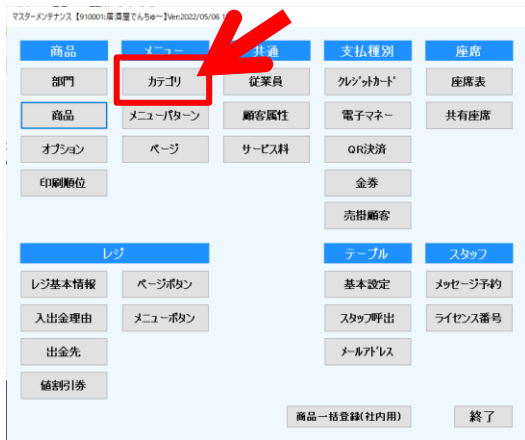 マスターメンテナンス【910001:居酒屋でんちゅ～】Ver:2022/05/06 1
商品 メニュー 共通 支払種別 座席
部門 カテゴリ 従業員 クレジットカード 座席表
商品 メニューパターン 顧客属性 電子マネー 共有座席
オプション ページ サービス料 QR決済
印刷順位 金券
売掛顧客
レジ テーブル スタッフ
レジ基本情報 ページボタン 基本設定 メッセージ予約
入出金理由 メニューボタン スタッフ呼出 ライセンス番号
出金先 メールアドレス
値割引券
商品一括登録(社内用) 終了